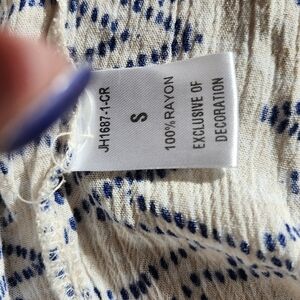 JH1687-1-CR
S
100% RAYON
EXCLUSIVE OF
DECORATION